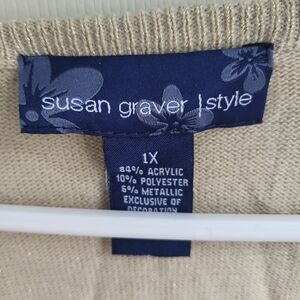 susan graver | style
1X
84% ACRYLIC
10% POLYESTER
6% METALLIC
EXCLUSIVE OF
DECORATION